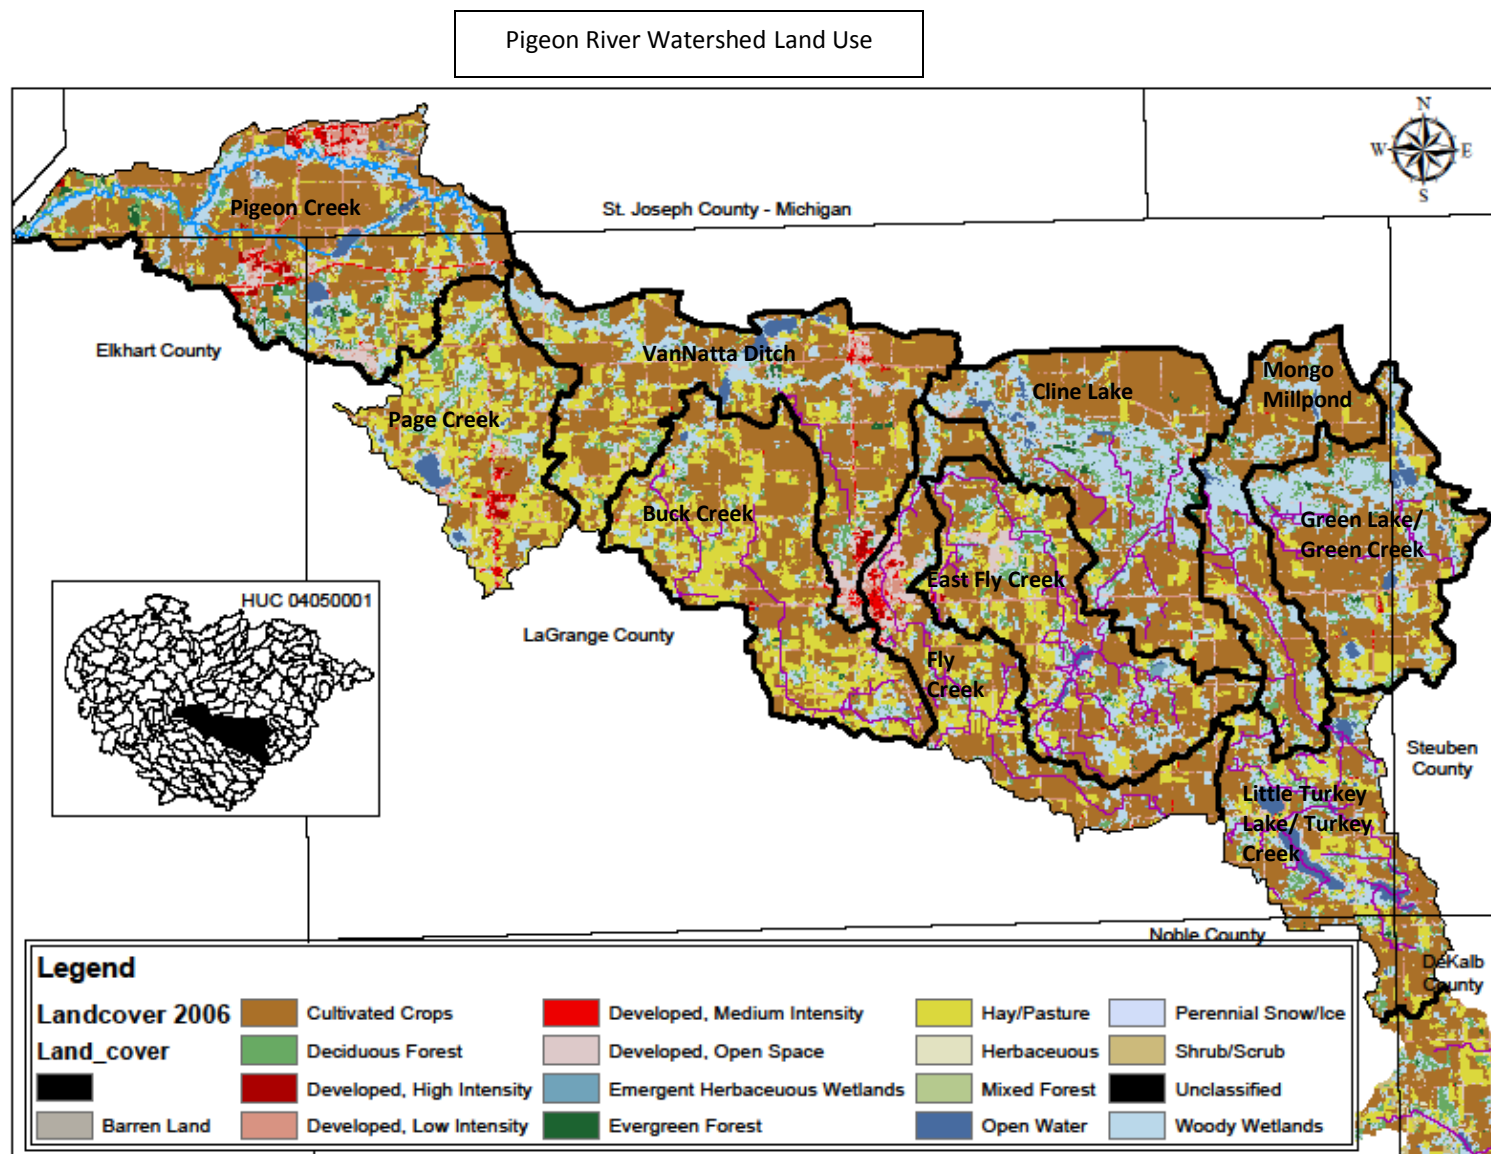 Pigeon River Watershed Land Use
N
W E
S
Pigeon Creek
St. Joseph County - Michigan
Elkhart County
VanNatta Ditch
Page Creek
Cline Lake
Mongo
Millpond
Buck Creek
Green Lake/
Green Creek
East Fly Creek
HUC 04050001
LaGrange County
Fly
Creek
Steuben
County
Little Turkey
Lake/ Turkey
Creek
Noble County
DeKalb
County
Legend
Landcover 2006
Land_cover
Barren Land
Cultivated Crops
Deciduous Forest
Developed, High Intensity
Developed, Low Intensity
Developed, Medium Intensity
Developed, Open Space
Emergent Herbaceuous Wetlands
Evergreen Forest
Hay/Pasture
Herbaceuous
Mixed Forest
Open Water
Perennial Snow/Ice
Shrub/Scrub
Unclassified
Woody Wetlands